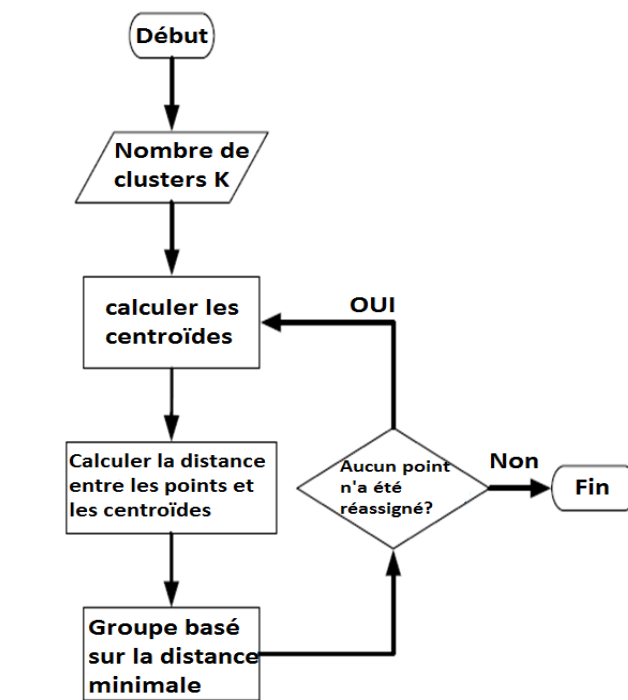 Début
Nombre de
clusters K
calculer les
centroïdes
OUI
Calculer la distance
entre les points et
les centroïdes
Aucun point
n'a été
réassigné?
Non
Fin
Groupe basé
sur la distance
minimale